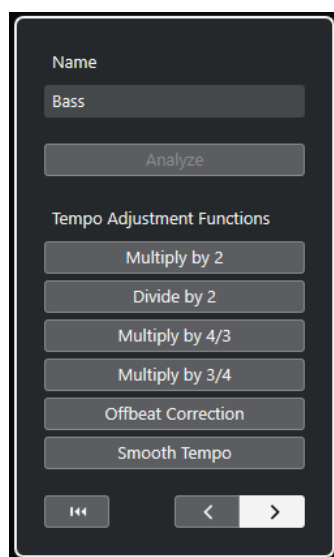 Name
Bass
Analyze
Tempo Adjustment Functions
Multiply by 2
Divide by 2
Multiply by 4/3
Multiply by 3/4
Offbeat Correction
Smooth Tempo